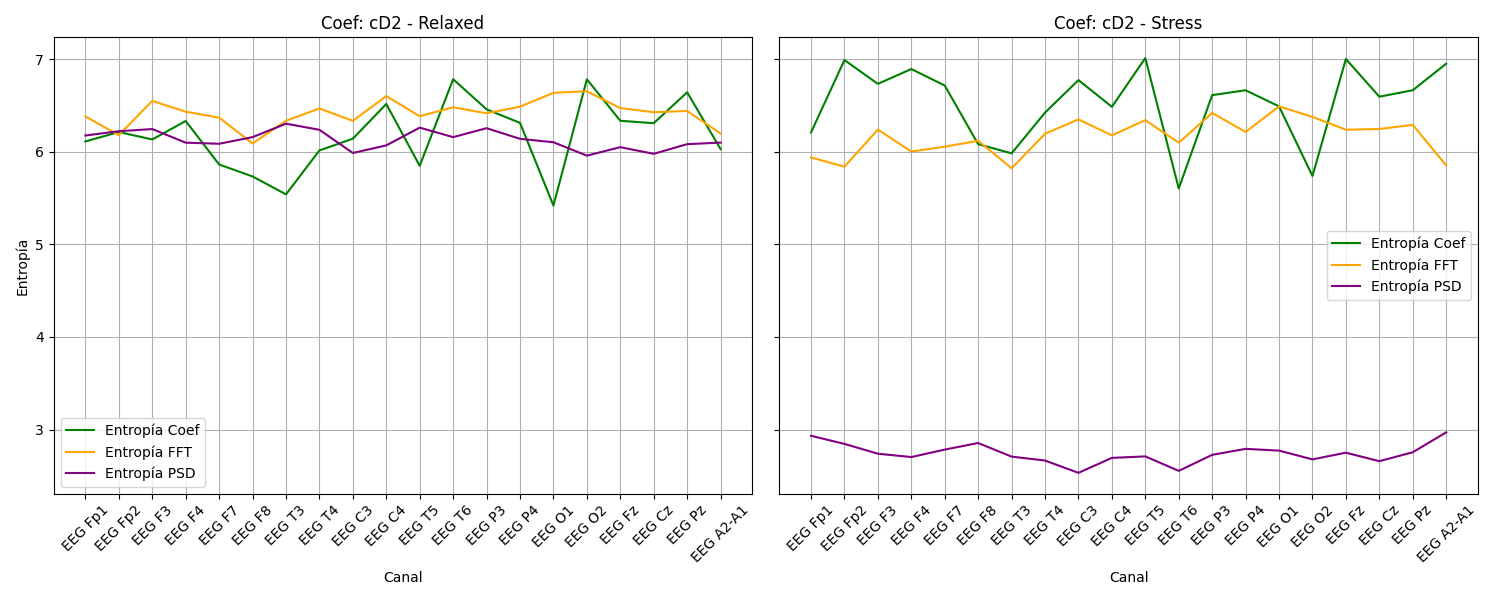 Coef: cD2 - Relaxed
Entropía
7
6
5
4
3
Entropía Coef
Entropía FFT
Entropía PSD
EEG Fp1
EEG Fp2
EEG F3
EEG F4
EEG F7
EEG F8
EEG T3
EEG T4
EEG C3
EEG C4
EEG T5
EEG T6
EEG P3
EEG P4
EEG O1
EEG O2
EEG Fz
EEG Cz
EEG Pz
EEG A2-A1
Canal
Coef: cD2 - Stress
Entropía Coef
Entropía FFT
Entropía PSD
EEG Fp1
EEG Fp2
EEG F3
EEG F4
EEG F7
EEG F8
EEG T3
EEG T4
EEG C3
EEG C4
EEG T5
EEG T6
EEG P3
EEG P4
EEG O1
EEG O2
EEG Fz
EEG Cz
EEG Pz
EEG A2-A1
Canal